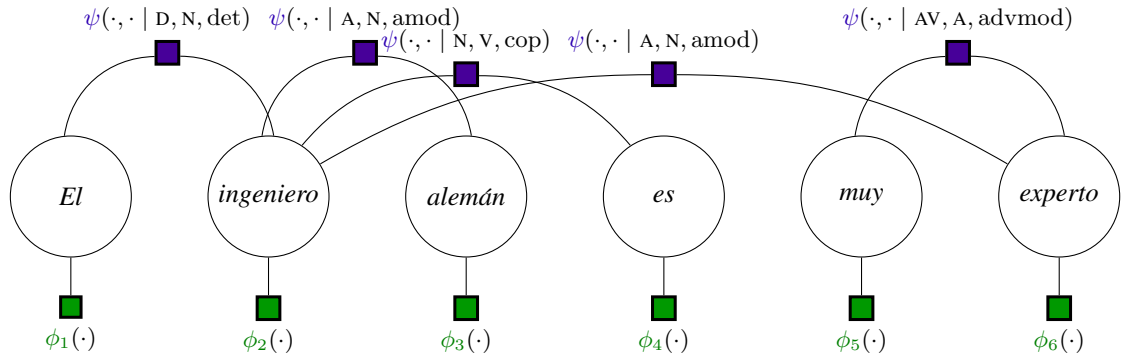 ψ(·, · | D, N, det) ψ(·, · | A, N, amod) ψ(·, · | AV, A, advmod)
ψ(·, · | N, V, cop) ψ(·, · | A, N, amod)
El ingeniero alemán es muy experto
ϕ₁(·) ϕ₂(·) ϕ₃(·) ϕ₄(·) ϕ₅(·) ϕ₆(·)